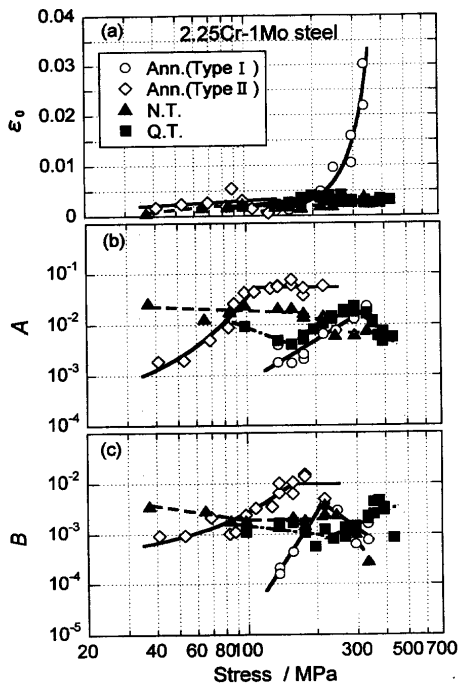 (a) 2.25Cr-1Mo steel
Ann.(Type I)
Ann.(Type II)
N.T.
Q.T.
0.04
0.03
0.02
0.01
0
ε₀
(b)
10⁻¹
10⁻²
10⁻³
10⁻⁴
A
(c)
10⁻²
10⁻³
10⁻⁴
10⁻⁵
B
20 40 60 80 100 200 300 500 700
Stress / MPa